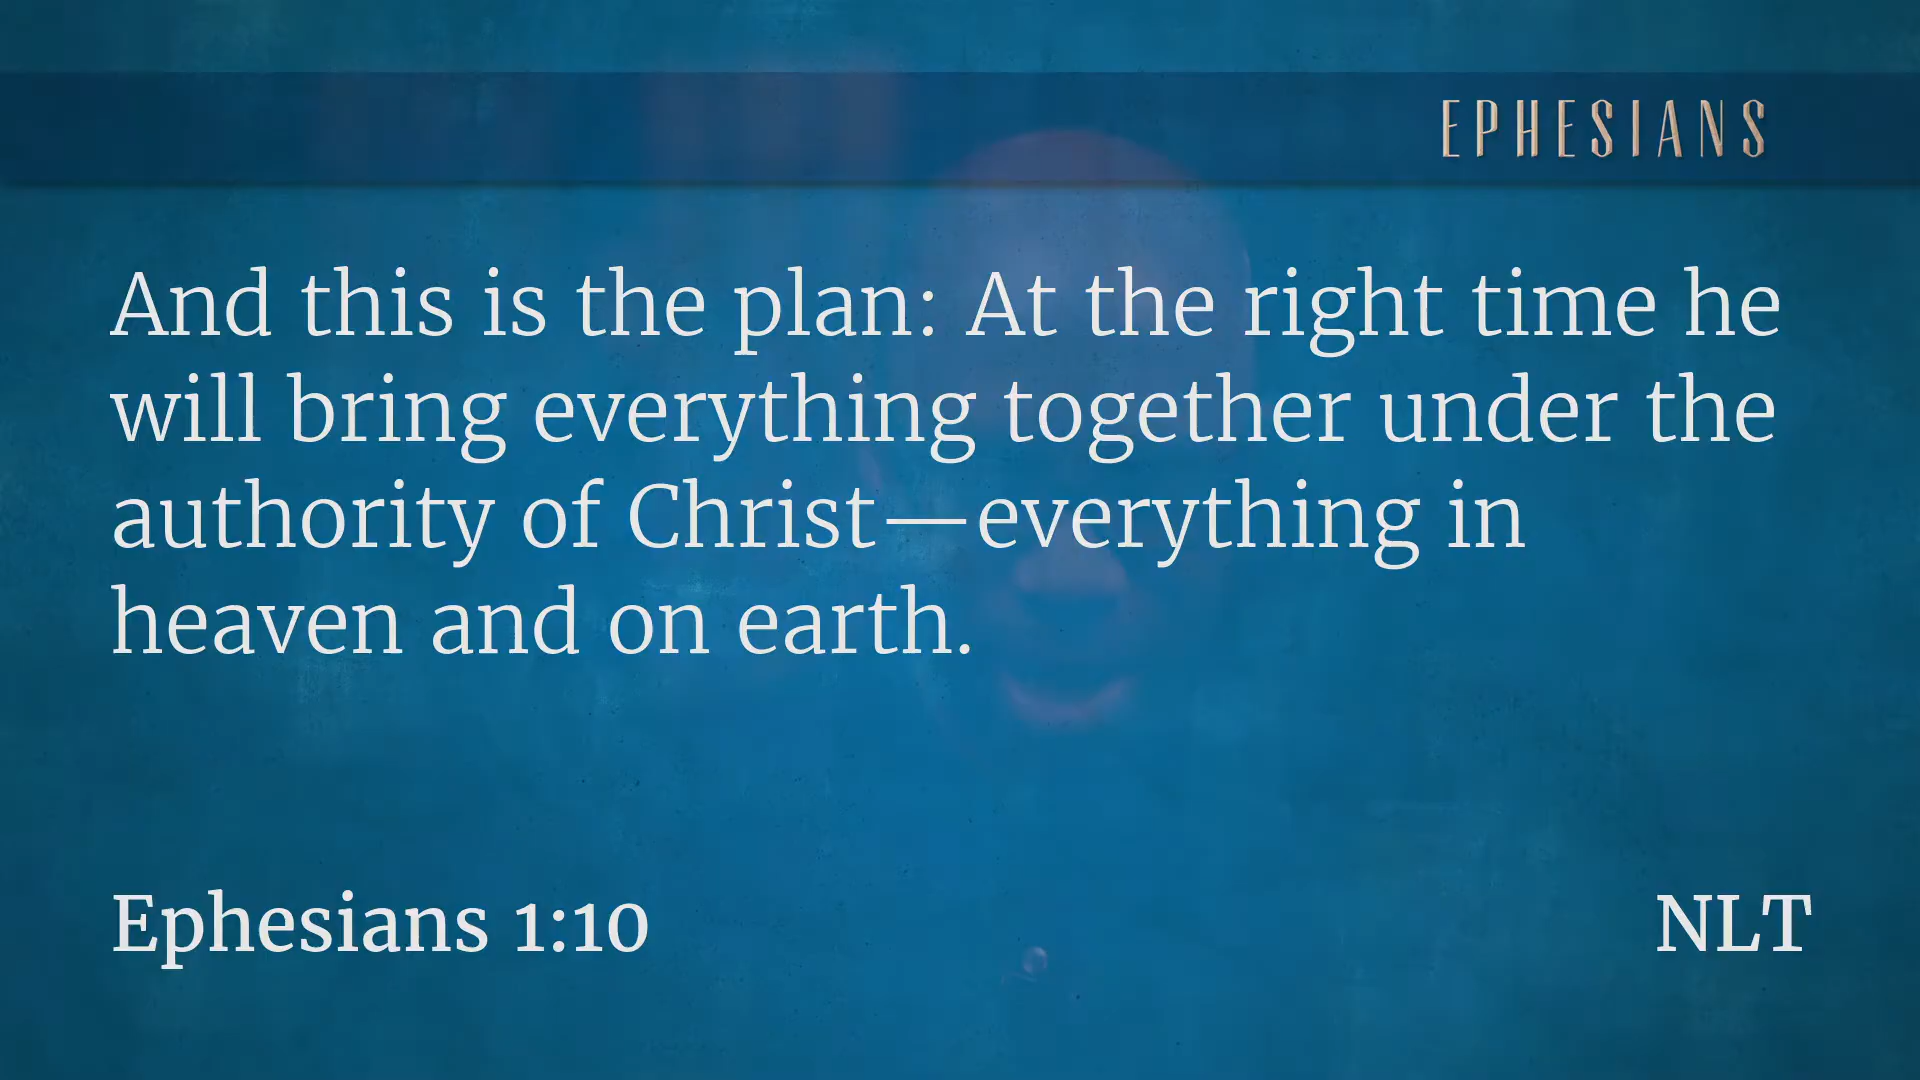 EPHESIANS
And this is the plan: At the right time he
will bring everything together under the
authority of Christ—everything in
heaven and on earth.
Ephesians 1:10
NLT